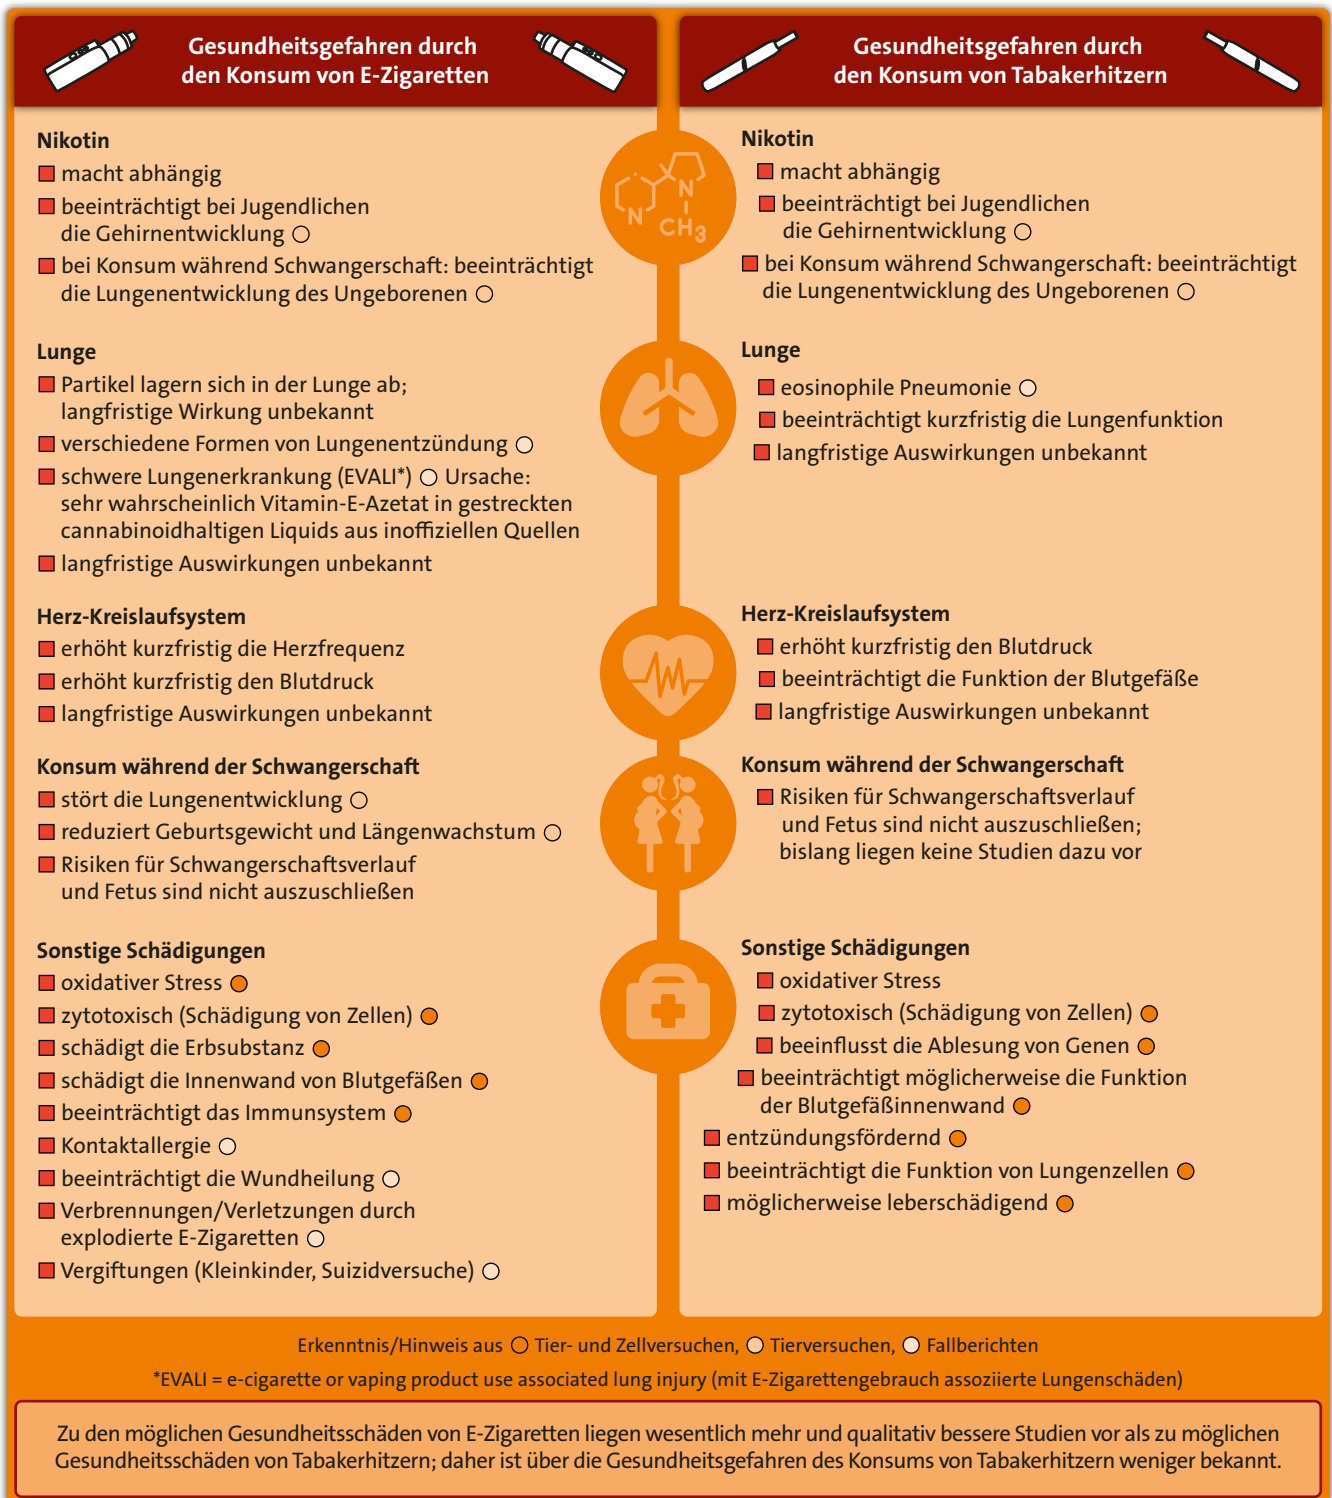 Gesundheitsgefahren durch
den Konsum von E-Zigaretten
Nikotin
macht abhängig
beeinträchtigt bei Jugendlichen
die Gehirnentwicklung
bei Konsum während Schwangerschaft: beeinträchtigt
die Lungenentwicklung des Ungeborenen
Lunge
Partikel lagern sich in der Lunge ab;
langfristige Wirkung unbekannt
verschiedene Formen von Lungenentzündung
schwere Lungenerkrankung (EVALI*) Ursache:
sehr wahrscheinlich Vitamin-E-Azetat in gestreckten
cannabinoidhaltigen Liquids aus inoffiziellen Quellen
langfristige Auswirkungen unbekannt
Herz-Kreislaufsystem
erhöht kurzfristig die Herzfrequenz
erhöht kurzfristig den Blutdruck
langfristige Auswirkungen unbekannt
Konsum während der Schwangerschaft
stört die Lungenentwicklung
reduziert Geburtsgewicht und Längenwachstum
Risiken für Schwangerschaftsverlauf
und Fetus sind nicht auszuschließen
Sonstige Schädigungen
oxidativer Stress
zytotoxisch (Schädigung von Zellen)
schädigt die Erbsubstanz
schädigt die Innenwand von Blutgefäßen
beeinträchtigt das Immunsystem
Kontaktallergie
beeinträchtigt die Wundheilung
Verbrennungen/Verletzungen durch
explodierte E-Zigaretten
Vergiftungen (Kleinkinder, Suizidversuche)
N
N
CH3
Gesundheitsgefahren durch
den Konsum von Tabakerhitzern
Nikotin
macht abhängig
beeinträchtigt bei Jugendlichen
die Gehirnentwicklung
bei Konsum während Schwangerschaft: beeinträchtigt
die Lungenentwicklung des Ungeborenen
Lunge
eosinophile Pneumonie
beeinträchtigt kurzfristig die Lungenfunktion
langfristige Auswirkungen unbekannt
Herz-Kreislaufsystem
erhöht kurzfristig den Blutdruck
beeinträchtigt die Funktion der Blutgefäße
langfristige Auswirkungen unbekannt
Konsum während der Schwangerschaft
Risiken für Schwangerschaftsverlauf
und Fetus sind nicht auszuschließen;
bislang liegen keine Studien dazu vor
Sonstige Schädigungen
oxidativer Stress
zytotoxisch (Schädigung von Zellen)
beeinflusst die Ablesung von Genen
beeinträchtigt möglicherweise die Funktion
der Blutgefäßinnenwand
entzündungsfördernd
beeinträchtigt die Funktion von Lungenzellen
möglicherweise leberschädigend
Erkenntnis/Hinweis aus Tier- und Zellversuchen, Tierversuchen, Fallberichten
*EVALI = e-cigarette or vaping product use associated lung injury (mit E-Zigarettengebrauch assoziierte Lungenschäden)
Zu den möglichen Gesundheitsschäden von E-Zigaretten liegen wesentlich mehr und qualitativ bessere Studien vor als zu möglichen
Gesundheitsschäden von Tabakerhitzern; daher ist über die Gesundheitsgefahren des Konsums von Tabakerhitzern weniger bekannt.